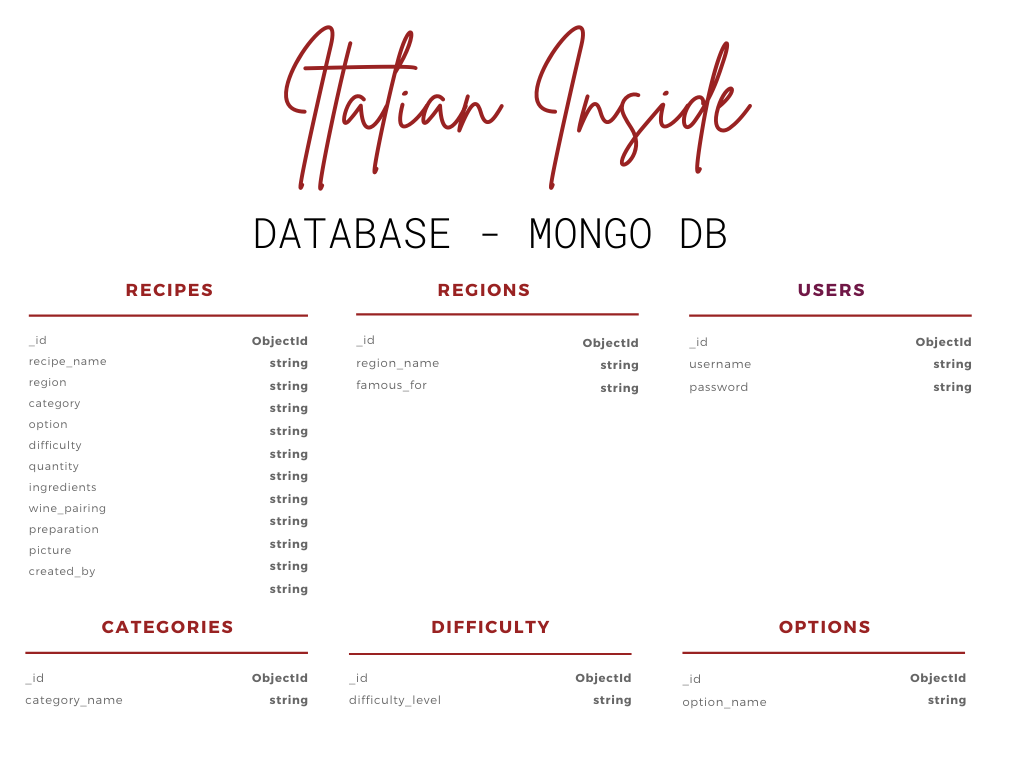 Italian Inside
DATABASE - MONGO DB
RECIPES
_id ObjectId
recipe_name string
region string
category string
option string
difficulty string
quantity string
ingredients string
wine_pairing string
preparation string
picture string
created_by string
REGIONS
_id ObjectId
region_name string
famous_for string
USERS
_id ObjectId
username string
password string
CATEGORIES
_id ObjectId
category_name string
DIFFICULTY
_id ObjectId
difficulty_level string
OPTIONS
_id ObjectId
option_name string